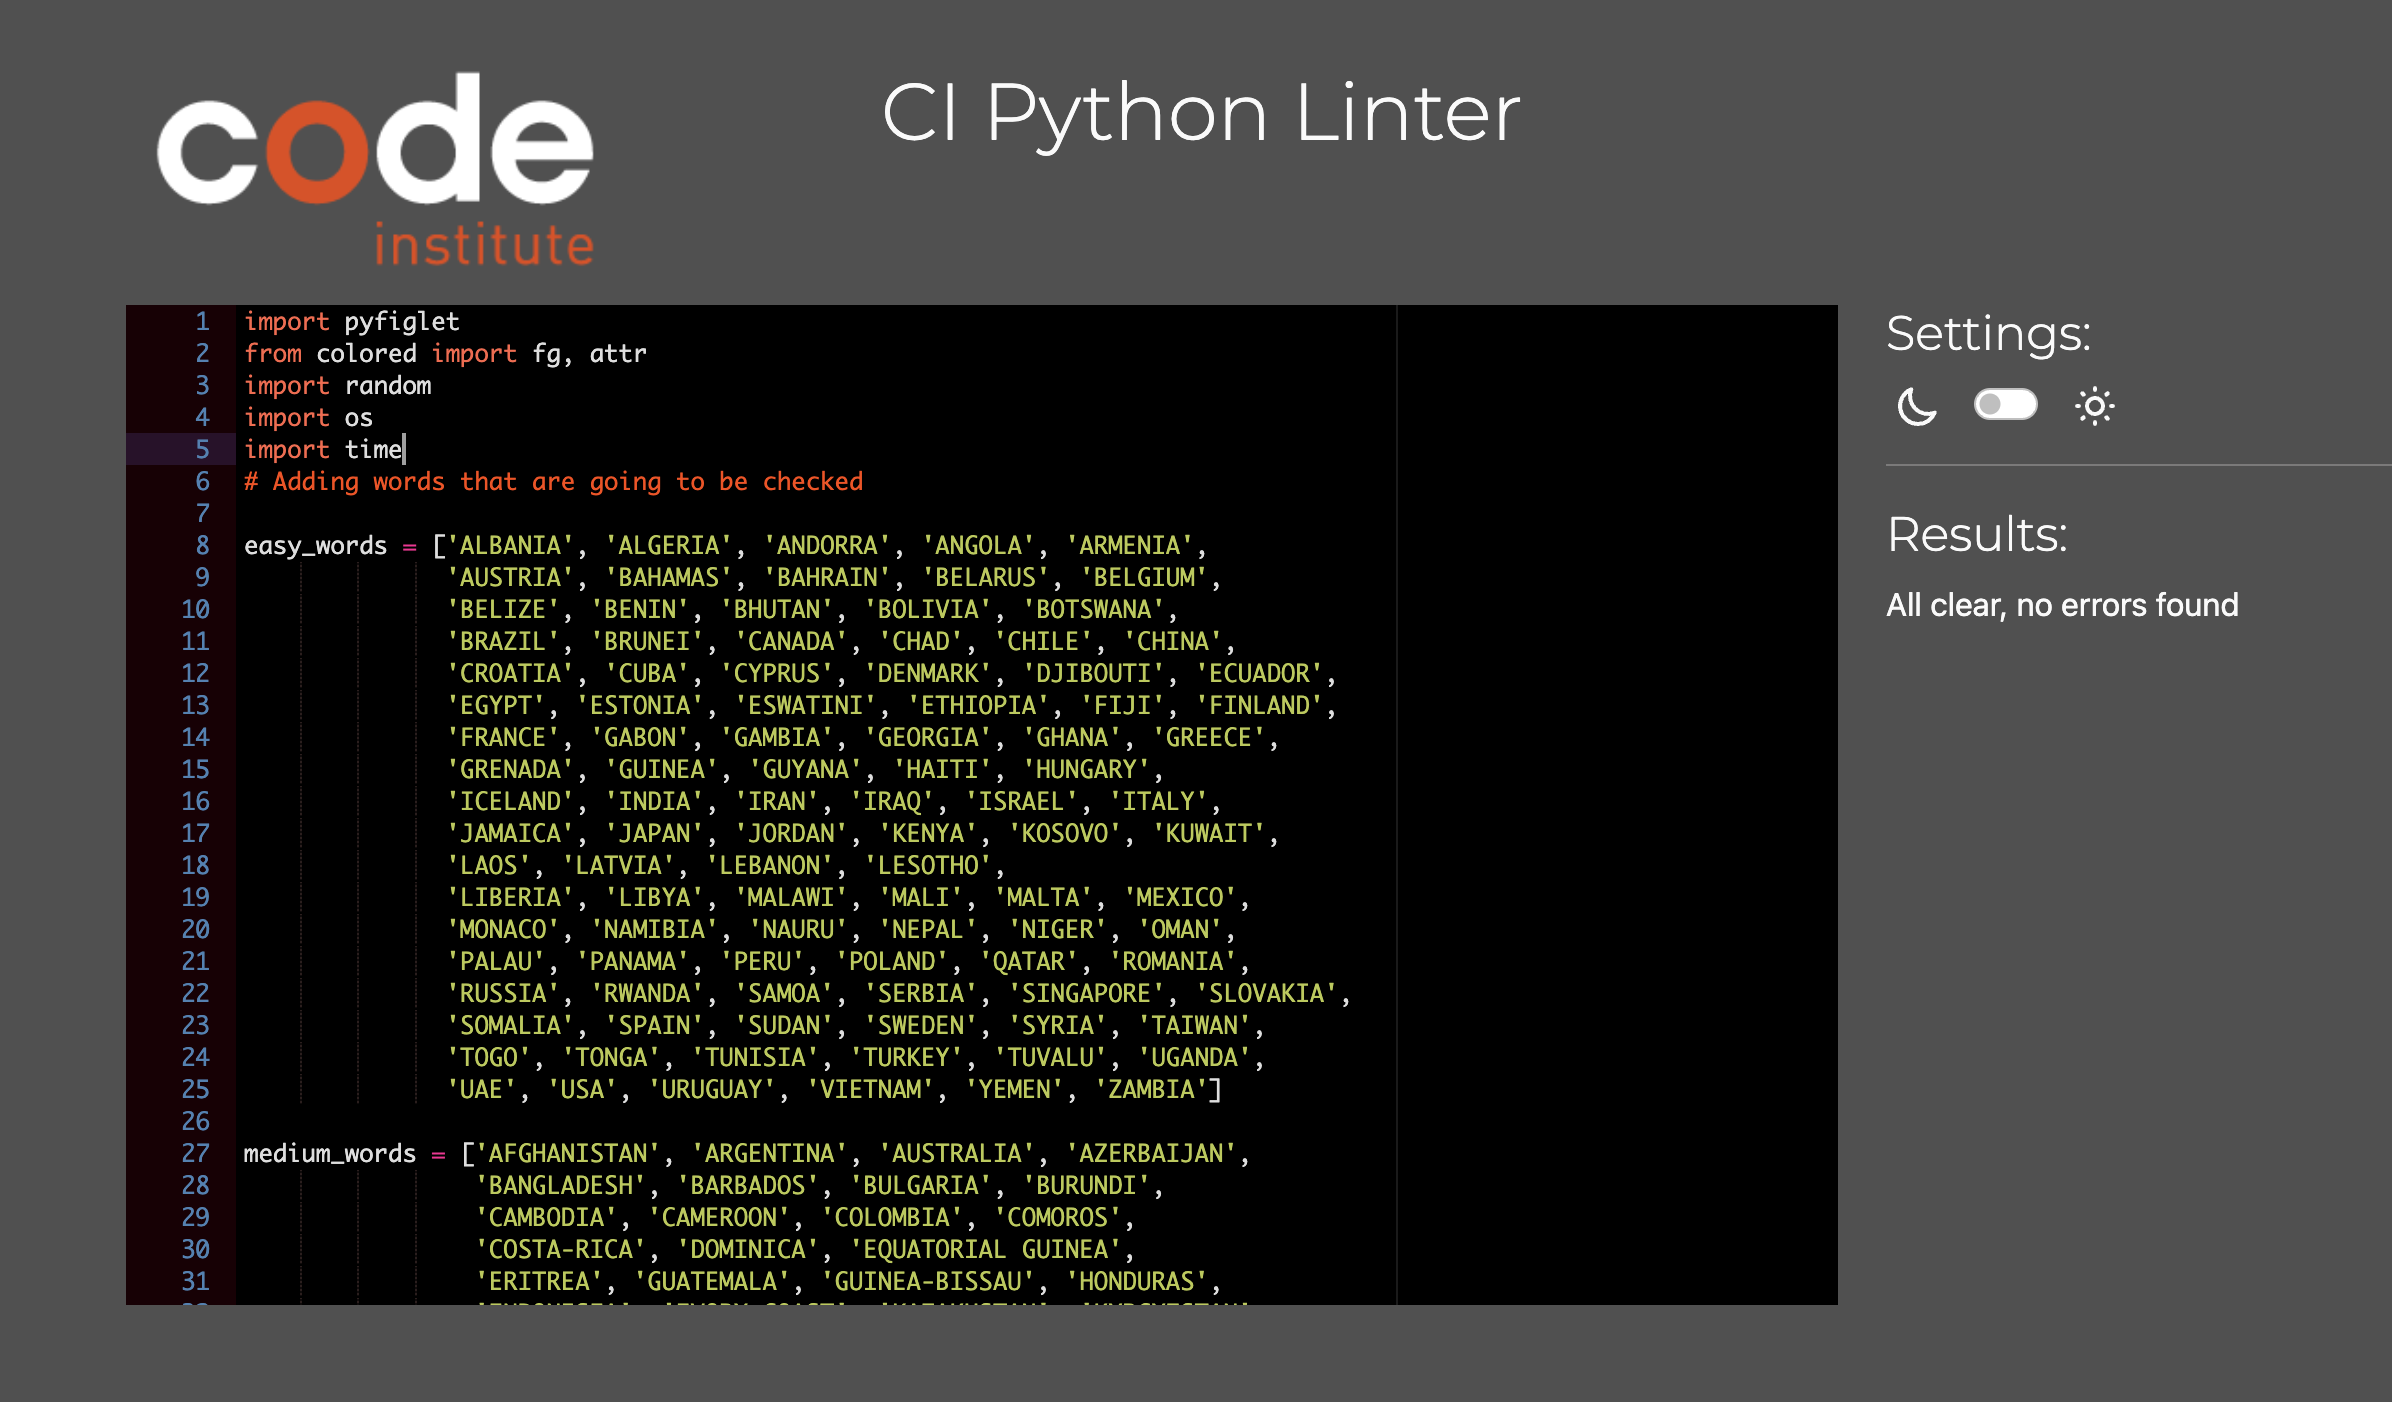 code
institute
CI Python Linter
1 import pyfiglet
2 from colored import fg, attr
3 import random
4 import os
5 import time
6 # Adding words that are going to be checked
7
8 easy_words = ['ALBANIA', 'ALGERIA', 'ANDORRA', 'ANGOLA', 'ARMENIA',
9 'AUSTRIA', 'BAHAMAS', 'BAHRAIN', 'BELARUS', 'BELGIUM',
10 'BELIZE', 'BENIN', 'BHUTAN', 'BOLIVIA', 'BOTSWANA',
11 'BRAZIL', 'BRUNEI', 'CANADA', 'CHAD', 'CHILE', 'CHINA',
12 'CROATIA', 'CUBA', 'CYPRUS', 'DENMARK', 'DJIBOUTI', 'ECUADOR',
13 'EGYPT', 'ESTONIA', 'ESWATINI', 'ETHIOPIA', 'FIJI', 'FINLAND',
14 'FRANCE', 'GABON', 'GAMBIA', 'GEORGIA', 'GHANA', 'GREECE',
15 'GRENADA', 'GUINEA', 'GUYANA', 'HAITI', 'HUNGARY',
16 'ICELAND', 'INDIA', 'IRAN', 'IRAQ', 'ISRAEL', 'ITALY',
17 'JAMAICA', 'JAPAN', 'JORDAN', 'KENYA', 'KOSOVO', 'KUWAIT',
18 'LAOS', 'LATVIA', 'LEBANON', 'LESOTHO',
19 'LIBERIA', 'LIBYA', 'MALAWI', 'MALI', 'MALTA', 'MEXICO',
20 'MONACO', 'NAMIBIA', 'NAURU', 'NEPAL', 'NIGER', 'OMAN',
21 'PALAU', 'PANAMA', 'PERU', 'POLAND', 'QATAR', 'ROMANIA',
22 'RUSSIA', 'RWANDA', 'SAMOA', 'SERBIA', 'SINGAPORE', 'SLOVAKIA',
23 'SOMALIA', 'SPAIN', 'SUDAN', 'SWEDEN', 'SYRIA', 'TAIWAN',
24 'TOGO', 'TONGA', 'TUNISIA', 'TURKEY', 'TUVALU', 'UGANDA',
25 'UAE', 'USA', 'URUGUAY', 'VIETNAM', 'YEMEN', 'ZAMBIA']
26
27 medium_words = ['AFGHANISTAN', 'ARGENTINA', 'AUSTRALIA', 'AZERBAIJAN',
28 'BANGLADESH', 'BARBADOS', 'BULGARIA', 'BURUNDI',
29 'CAMBODIA', 'CAMEROON', 'COLOMBIA', 'COMOROS',
30 'COSTA-RICA', 'DOMINICA', 'EQUATORIAL GUINEA',
31 'ERITREA', 'GUATEMALA', 'GUINEA-BISSAU', 'HONDURAS',
Settings:
Results:
All clear, no errors found